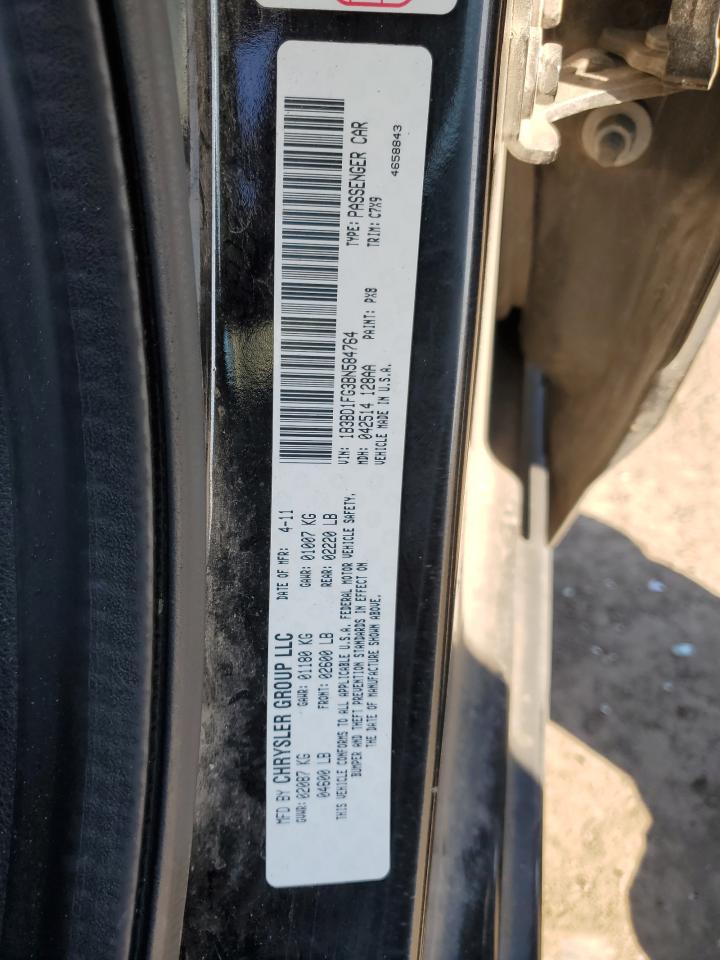 MFD BY CHRYSLER GROUP LLC
DATE OF MFR: 4-11
GVWR: 02087 KG
GAWR: 01180 KG
GAWR: 01007 KG
04600 LB
FRONT: 02600 LB
REAR: 02220 LB
THIS VEHICLE CONFORMS TO ALL APPLICABLE U.S.A. FEDERAL MOTOR VEHICLE SAFETY,
BUMPER AND THEFT PREVENTION STANDARDS IN EFFECT ON
THE DATE OF MANUFACTURE SHOWN ABOVE.
VIN: 1B3BD1FG3BN584764
TYPE: PASSENGER CAR
MDH: 042514 128AA
PAINT: PX8
TRIM: C7X9
VEHICLE MADE IN U.S.A.
4658843